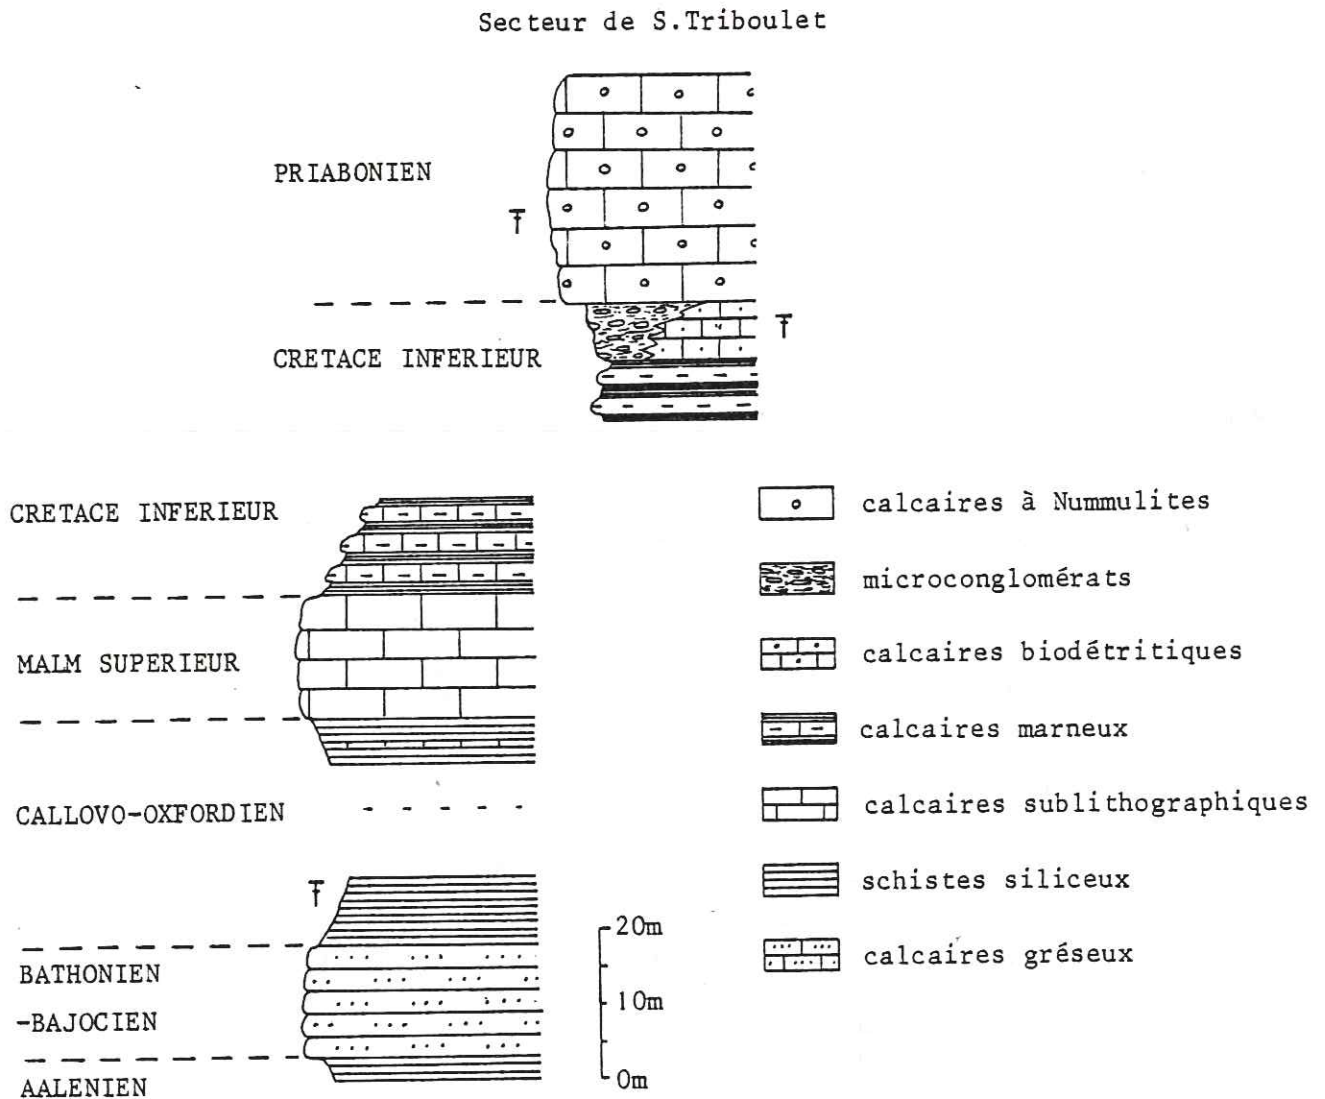 Secteur de S.Triboulet
PRIABONIEN
CRETACE INFERIEUR
CRETACE INFERIEUR
MALM SUPERIEUR
CALLOVO-OXFORDIEN
BATHONIEN
-BAJOCIEN
AALENIEN
20m
10m
0m
calcaires à Nummulites
microconglomérats
calcaires biodétritiques
calcaires marneux
calcaires sublithographiques
schistes siliceux
calcaires gréseux